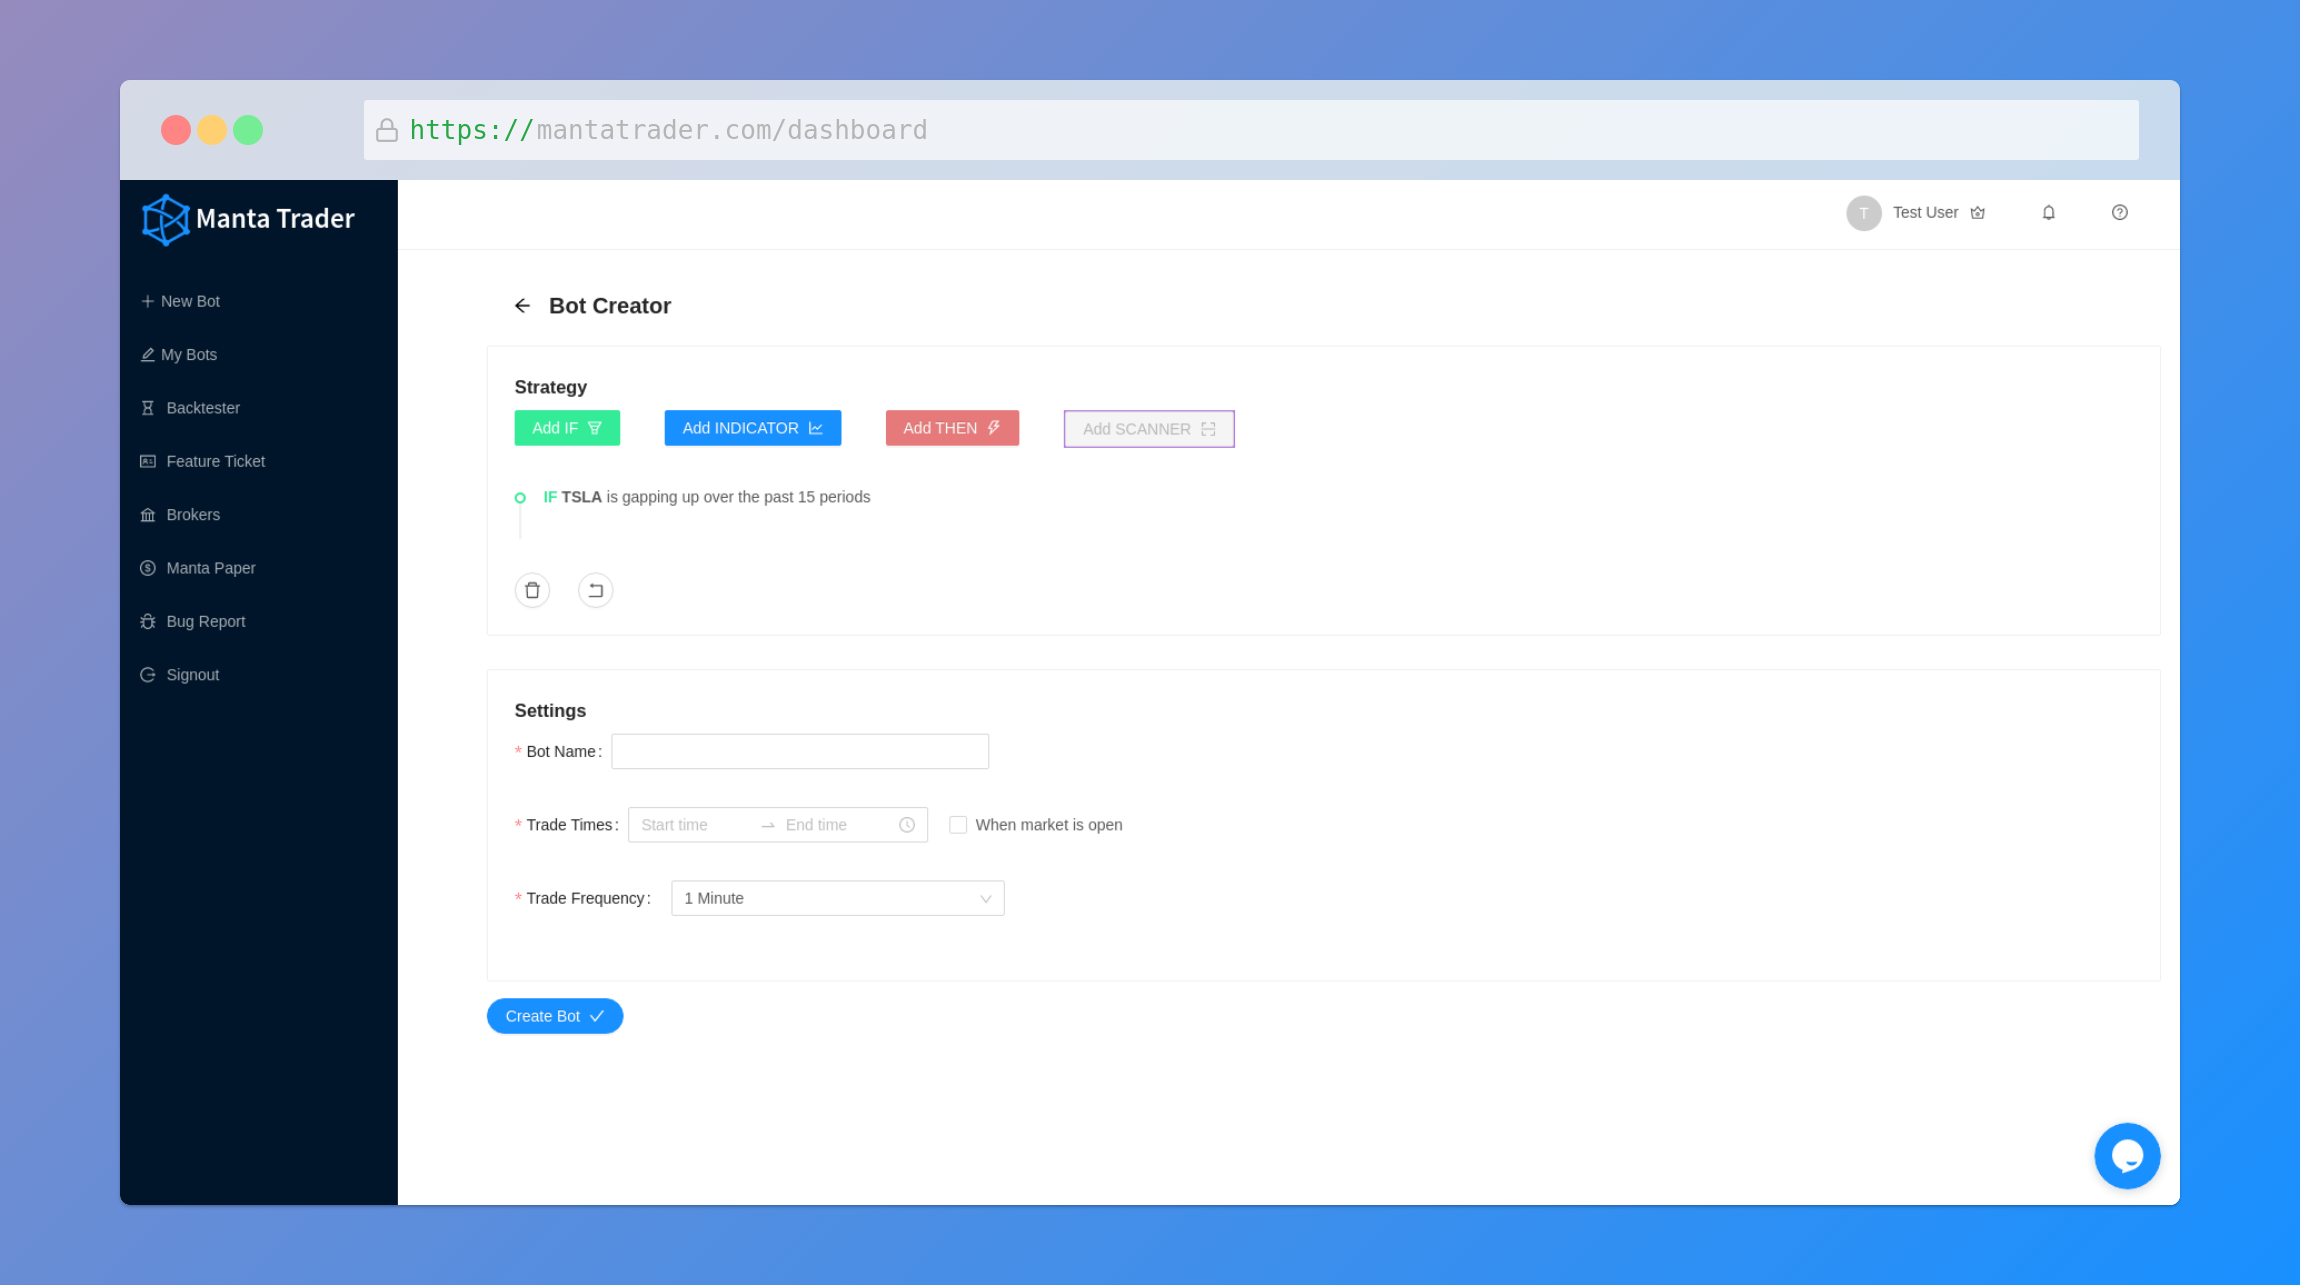 https://mantatrader.com/dashboard
Manta Trader
T Test User
New Bot
My Bots
Backtester
Feature Ticket
Brokers
Manta Paper
Bug Report
Signout
Bot Creator
Strategy
Add IF Add INDICATOR Add THEN Add SCANNER
IF TSLA is gapping up over the past 15 periods
Settings
* Bot Name:
* Trade Times: Start time End time When market is open
* Trade Frequency: 1 Minute
Create Bot